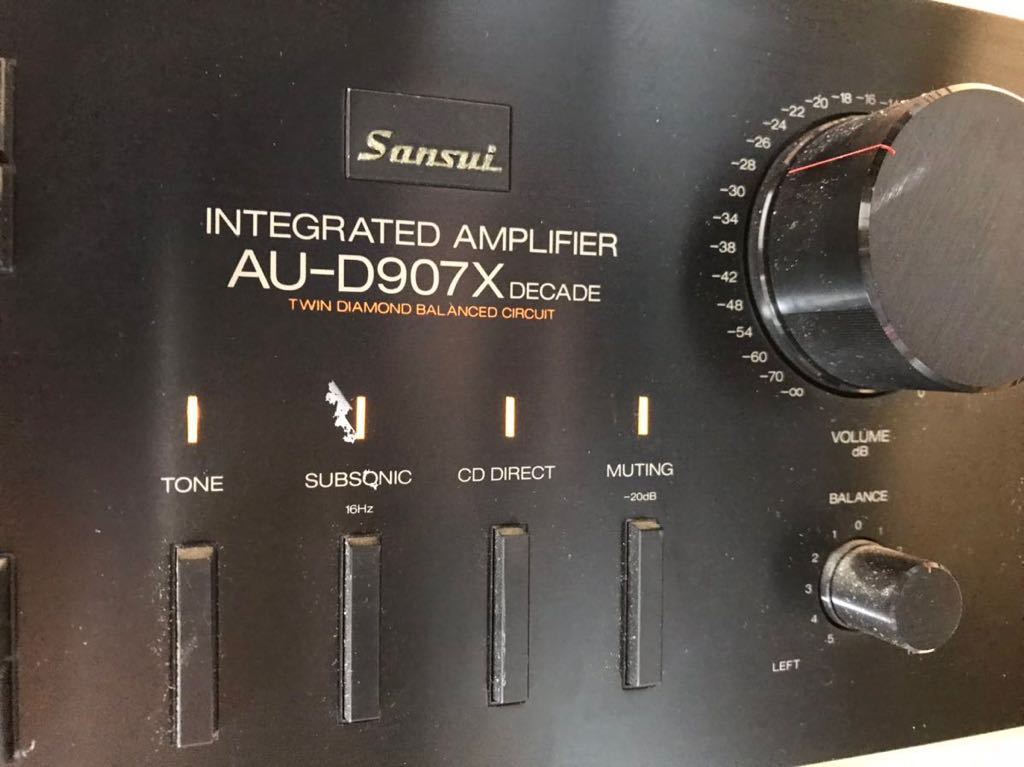 Sansui
INTEGRATED AMPLIFIER
AU-D907X DECADE
TWIN DIAMOND BALANCED CIRCUIT
TONE
SUBSONIC
16Hz
CD DIRECT
MUTING
-20dB
-16
-18
-20
-22
-24
-26
-28
-30
-34
-38
-42
-48
-54
-60
-70
-∞
0
VOLUME
dB
BALANCE
0
1 1
2
3
4
5
LEFT